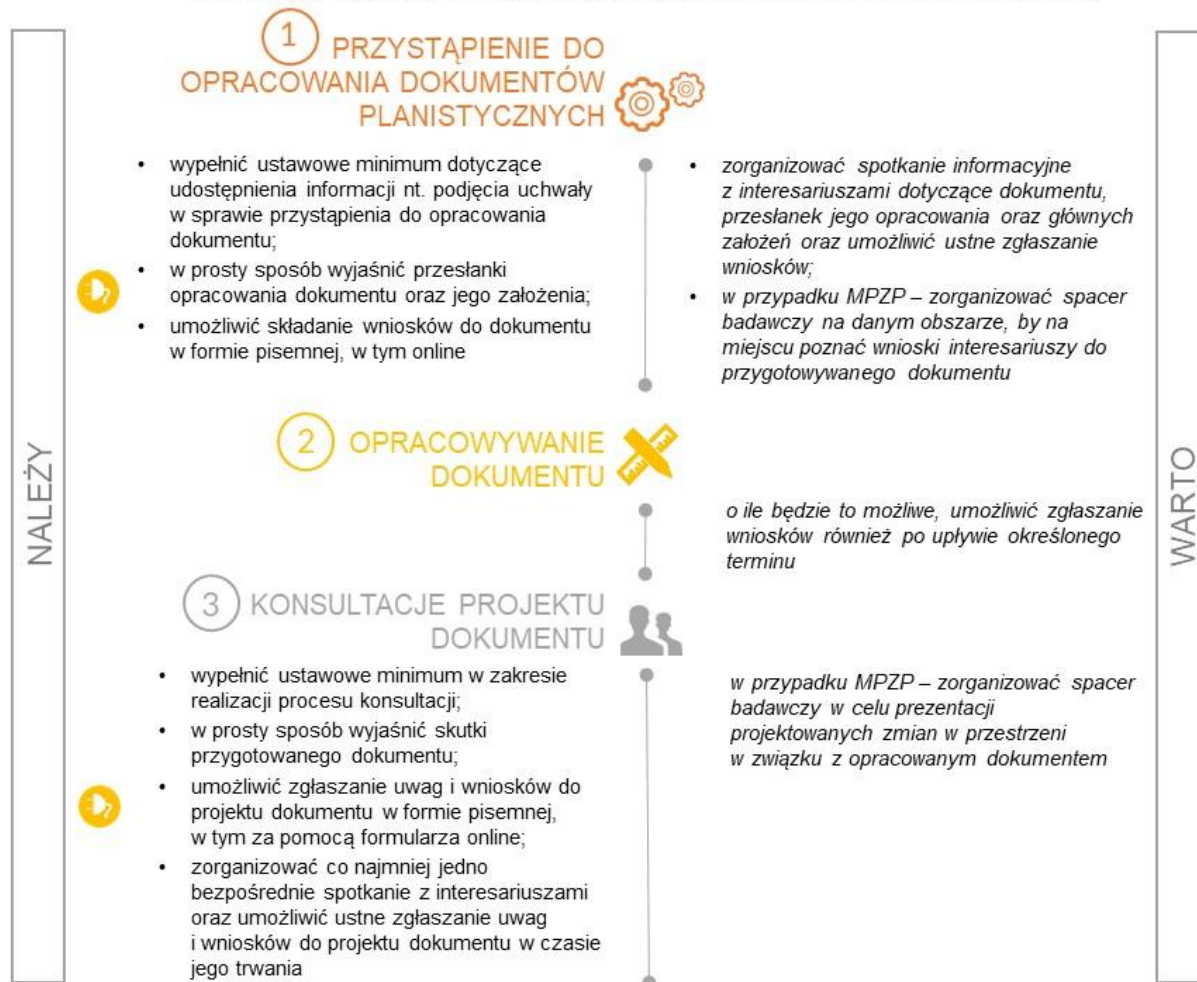 1 PRZYSTĄPIENIE DO
OPRACOWANIA DOKUMENTÓW
PLANISTYCZNYCH
• wypełnić ustawowe minimum dotyczące
udostępnienia informacji nt. podjęcia uchwały
w sprawie przystąpienia do opracowania
dokumentu;
• w prosty sposób wyjaśnić przesłanki
opracowania dokumentu oraz jego założenia;
• umożliwić składanie wniosków do dokumentu
w formie pisemnej, w tym online
• zorganizować spotkanie informacyjne
z interesariuszami dotyczące dokumentu,
przesłanek jego opracowania oraz głównych
założeń oraz umożliwić ustne zgłaszanie
wniosków;
• w przypadku MPZP – zorganizować spacer
badawczy na danym obszarze, by na
miejscu poznać wnioski interesariuszy do
przygotowywanego dokumentu
NALEŻY
WARTO
2 OPRACOWYWANIE
DOKUMENTU
o ile będzie to możliwe, umożliwić zgłaszanie
wniosków również po upływie określonego
terminu
3 KONSULTACJE PROJEKTU
DOKUMENTU
• wypełnić ustawowe minimum w zakresie
realizacji procesu konsultacji;
• w prosty sposób wyjaśnić skutki
przygotowanego dokumentu;
• umożliwić zgłaszanie uwag i wniosków do
projektu dokumentu w formie pisemnej,
w tym za pomocą formularza online;
• zorganizować co najmniej jedno
bezpośrednie spotkanie z interesariuszami
oraz umożliwić ustne zgłaszanie uwag
i wniosków do projektu dokumentu w czasie
jego trwania
w przypadku MPZP – zorganizować spacer
badawczy w celu prezentacji
projektowanych zmian w przestrzeni
w związku z opracowanym dokumentem